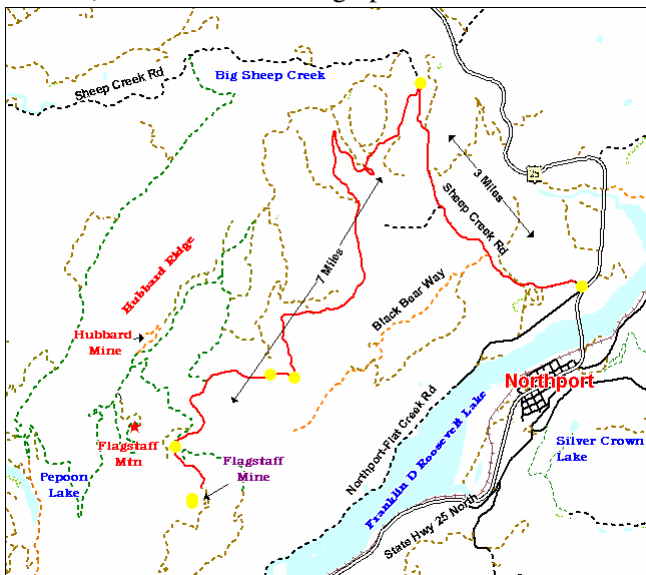 Big Sheep Creek
Sheep Creek Rd
25
3 Miles
Sheep Creek Rd
7 Miles
Hubbard Ridge
Black Bear Way
Hubbard
Mine
Northport
Northport-Flat Creek Rd
Franklin D Roosevelt Lake
Flagstaff
Mtn
Flagstaff
Mine
Silver Crown
Lake
Pepoon
Lake
State Hwy 25 North